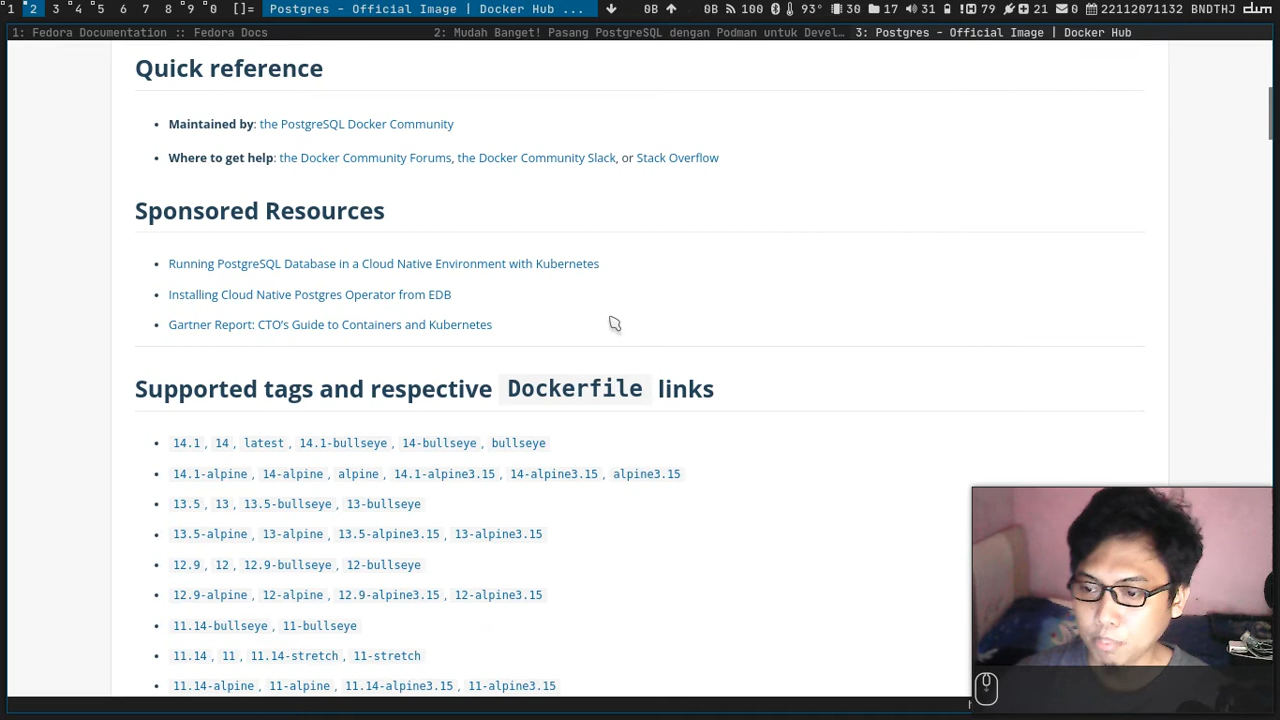 1 2 3 4 5 6 7 8 9 0 []= Postgres - Official Image | Docker Hub ... 0B 0B 100 93° 30 17 31 79 21 0 22112071132 BNDTHJ dwm
1: Fedora Documentation :: Fedora Docs 2: Mudah Banget! Pasang PostgreSQL dengan Podman untuk Devel… 3: Postgres - Official Image | Docker Hub
Quick reference
• Maintained by: the PostgreSQL Docker Community
• Where to get help: the Docker Community Forums, the Docker Community Slack, or Stack Overflow
Sponsored Resources
• Running PostgreSQL Database in a Cloud Native Environment with Kubernetes
• Installing Cloud Native Postgres Operator from EDB
• Gartner Report: CTO’s Guide to Containers and Kubernetes
Supported tags and respective Dockerfile links
• 14.1, 14, latest, 14.1-bullseye, 14-bullseye, bullseye
• 14.1-alpine, 14-alpine, alpine, 14.1-alpine3.15, 14-alpine3.15, alpine3.15
• 13.5, 13, 13.5-bullseye, 13-bullseye
• 13.5-alpine, 13-alpine, 13.5-alpine3.15, 13-alpine3.15
• 12.9, 12, 12.9-bullseye, 12-bullseye
• 12.9-alpine, 12-alpine, 12.9-alpine3.15, 12-alpine3.15
• 11.14-bullseye, 11-bullseye
• 11.14, 11, 11.14-stretch, 11-stretch
• 11.14-alpine, 11-alpine, 11.14-alpine3.15, 11-alpine3.15